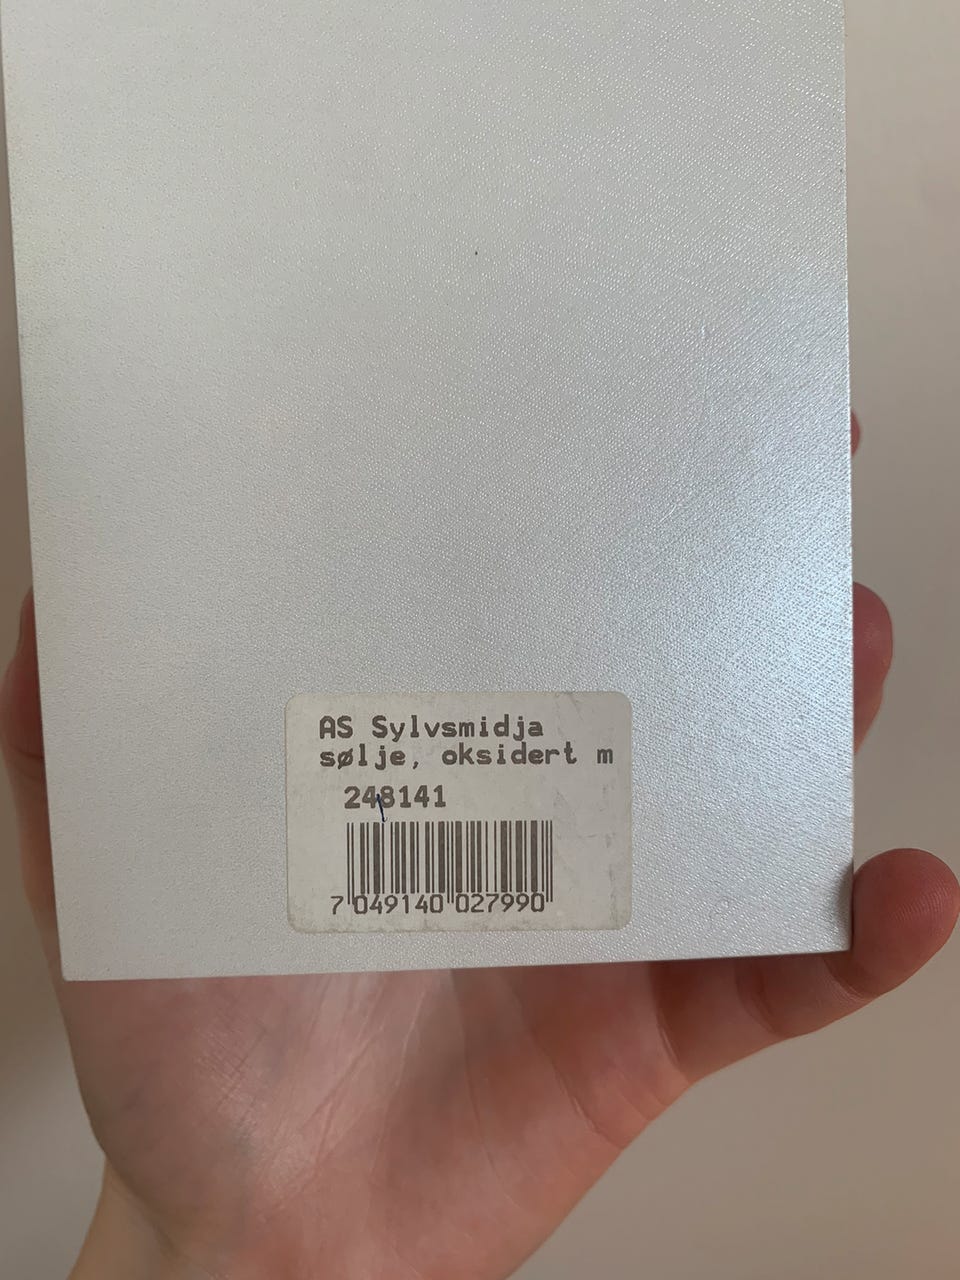 AS Sylvsmidja
sølje, oksidert m
248141
7 049140 027990